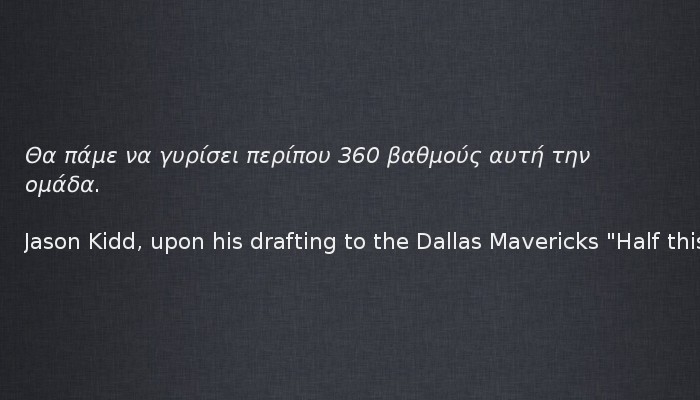 Θα πάμε να γυρίσει περίπου 360 βαθμούς αυτή την
ομάδα.
Jason Kidd, upon his drafting to the Dallas Mavericks "Half this